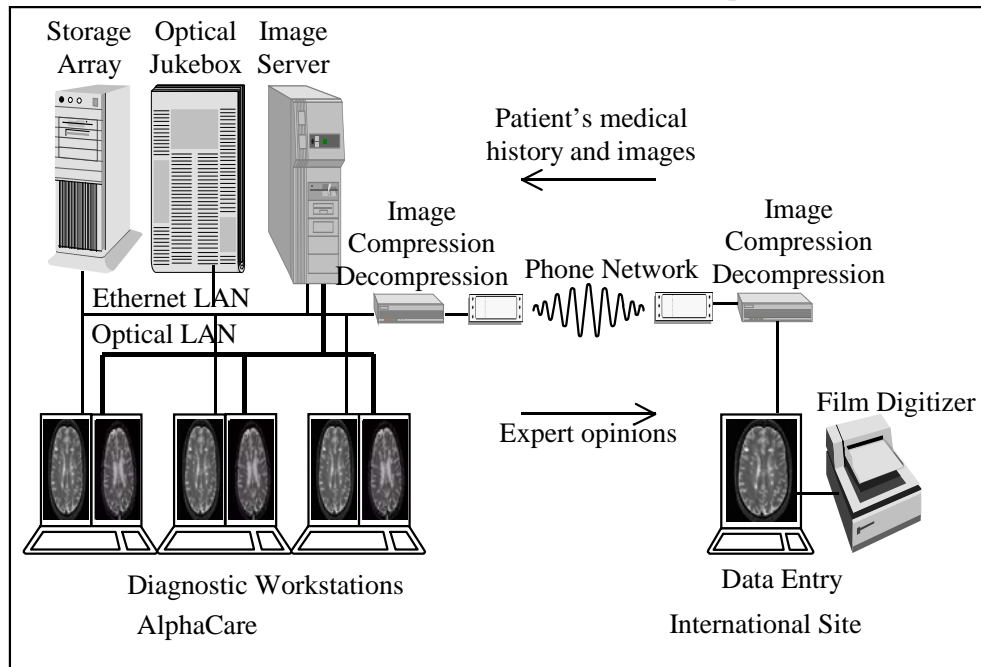 Storage
Array
Optical
Jukebox
Image
Server
Patient's medical
history and images
Image
Compression
Decompression
Phone Network
Image
Compression
Decompression
Ethernet LAN
Optical LAN
Expert opinions
Film Digitizer
Diagnostic Workstations
AlphaCare
Data Entry
International Site